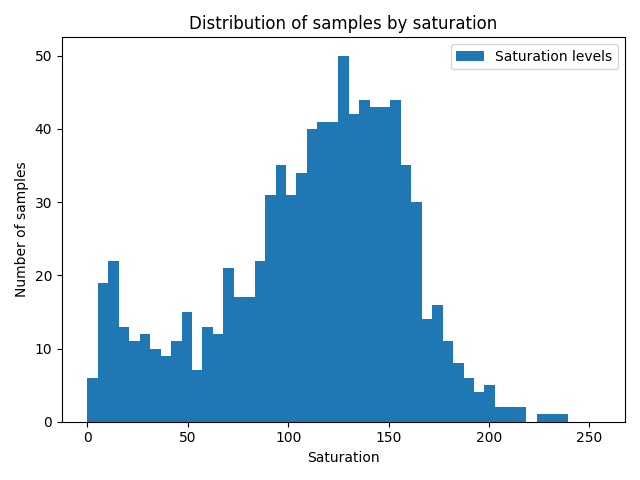 Distribution of samples by saturation
Saturation levels
Number of samples
50
40
30
20
10
0
0 50 100 150 200 250
Saturation